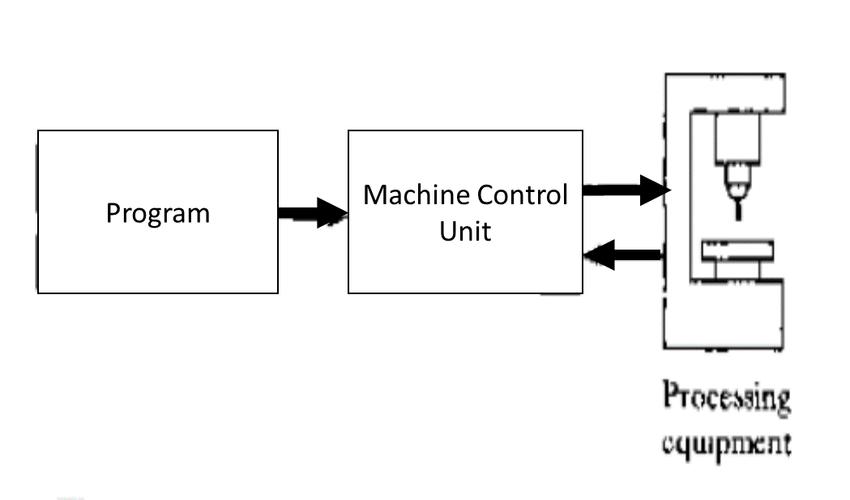 Program
Machine Control
Unit
Processing
equipment